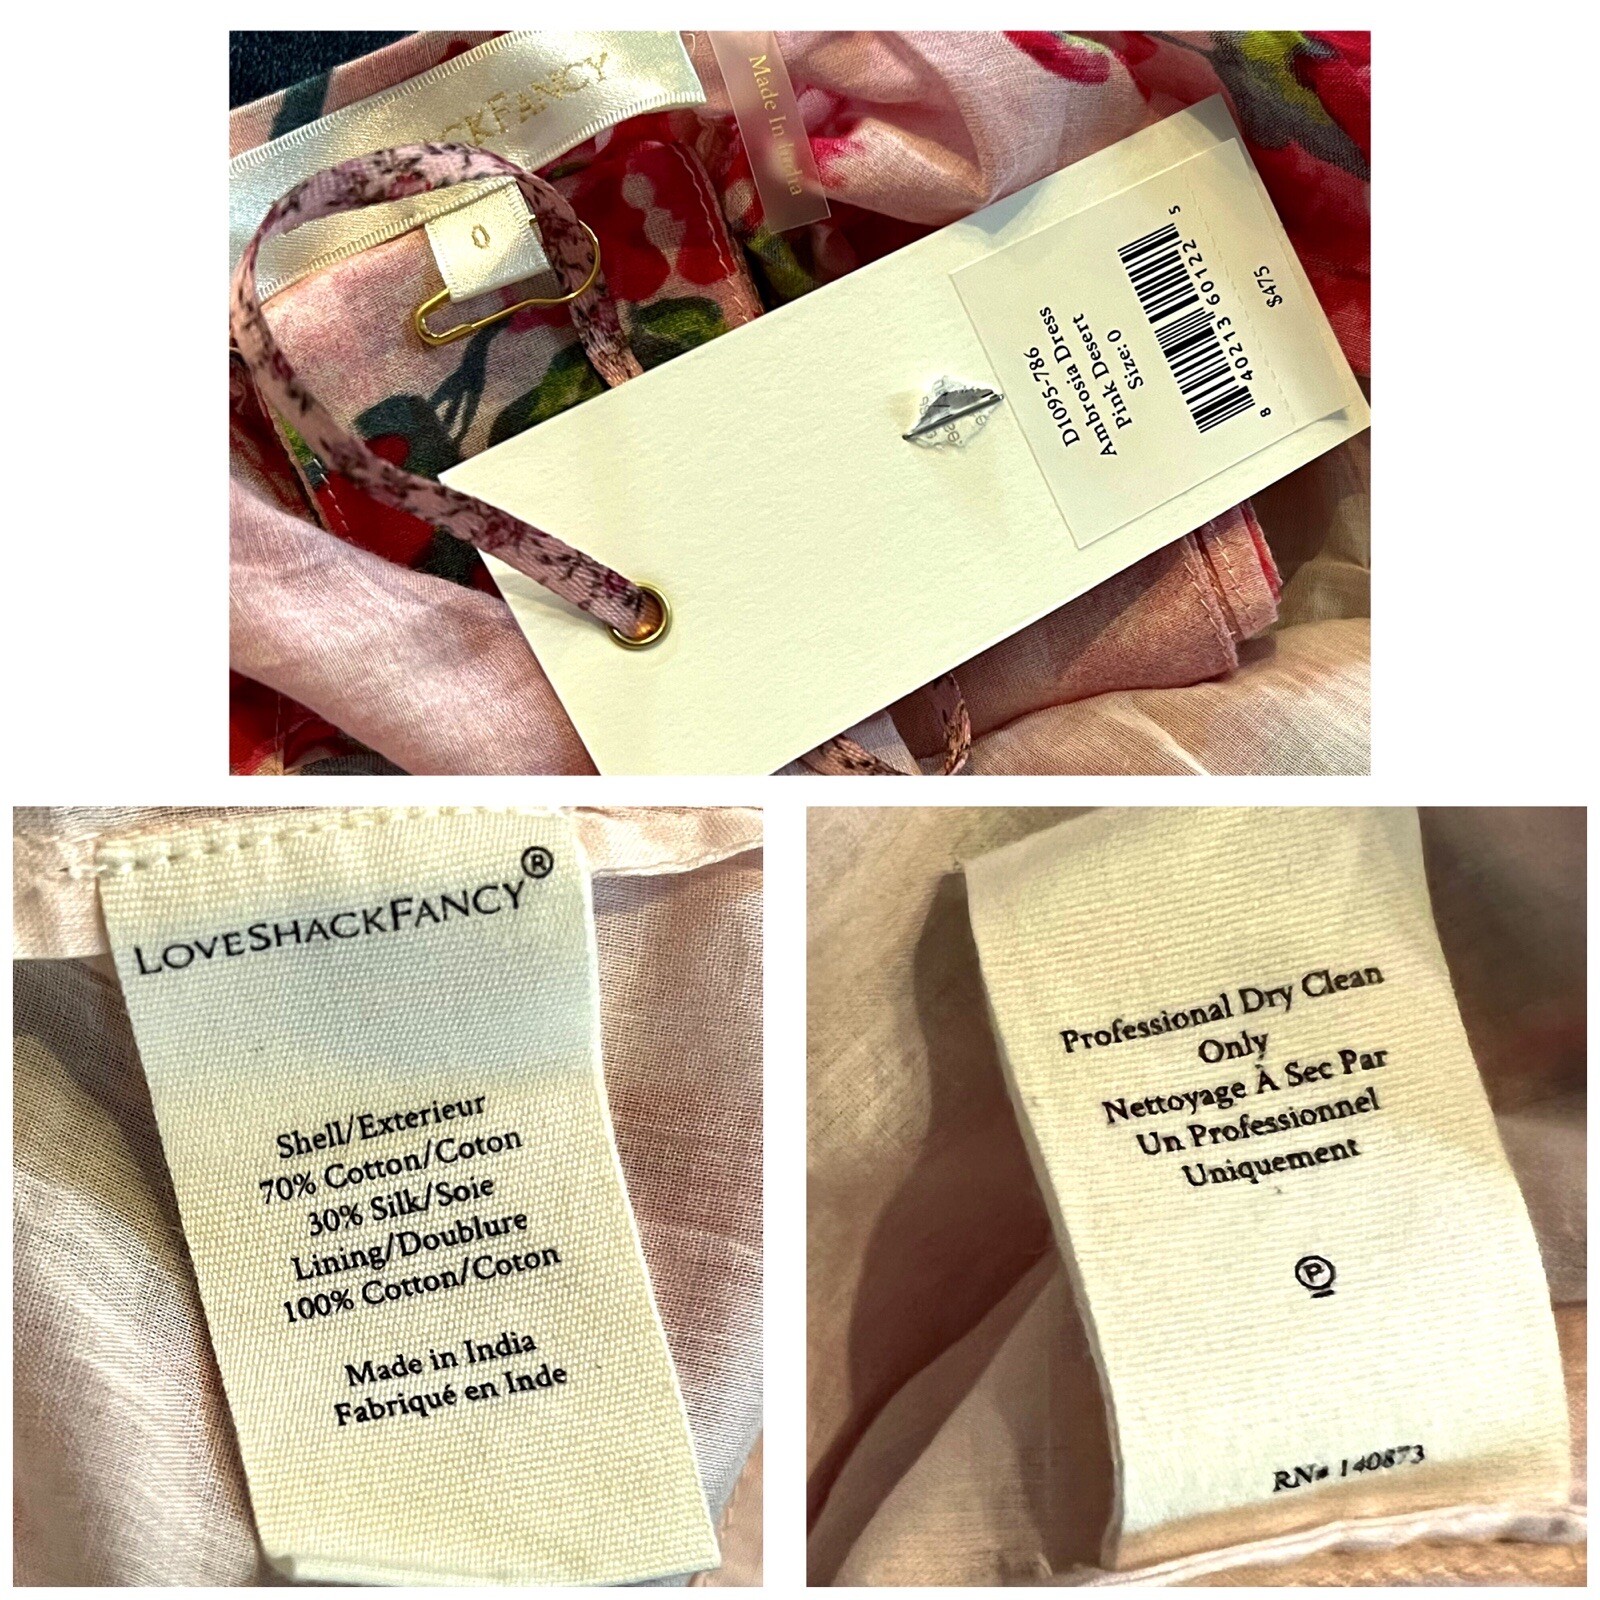 CKFANCY
Made In India
0
D1095-786
Ambrosia Dress
Pink Desert
Size: 0
8 40213 60122 5
$475
LOVESHACKFANCY®
Shell/Exterieur
70% Cotton/Coton
30% Silk/Soie
Lining/Doublure
100% Cotton/Coton
Made in India
Fabriqué en Inde
Professional Dry Clean
Only
Nettoyage À Sec Par
Un Professionnel
Uniquement
P
RN# 140873